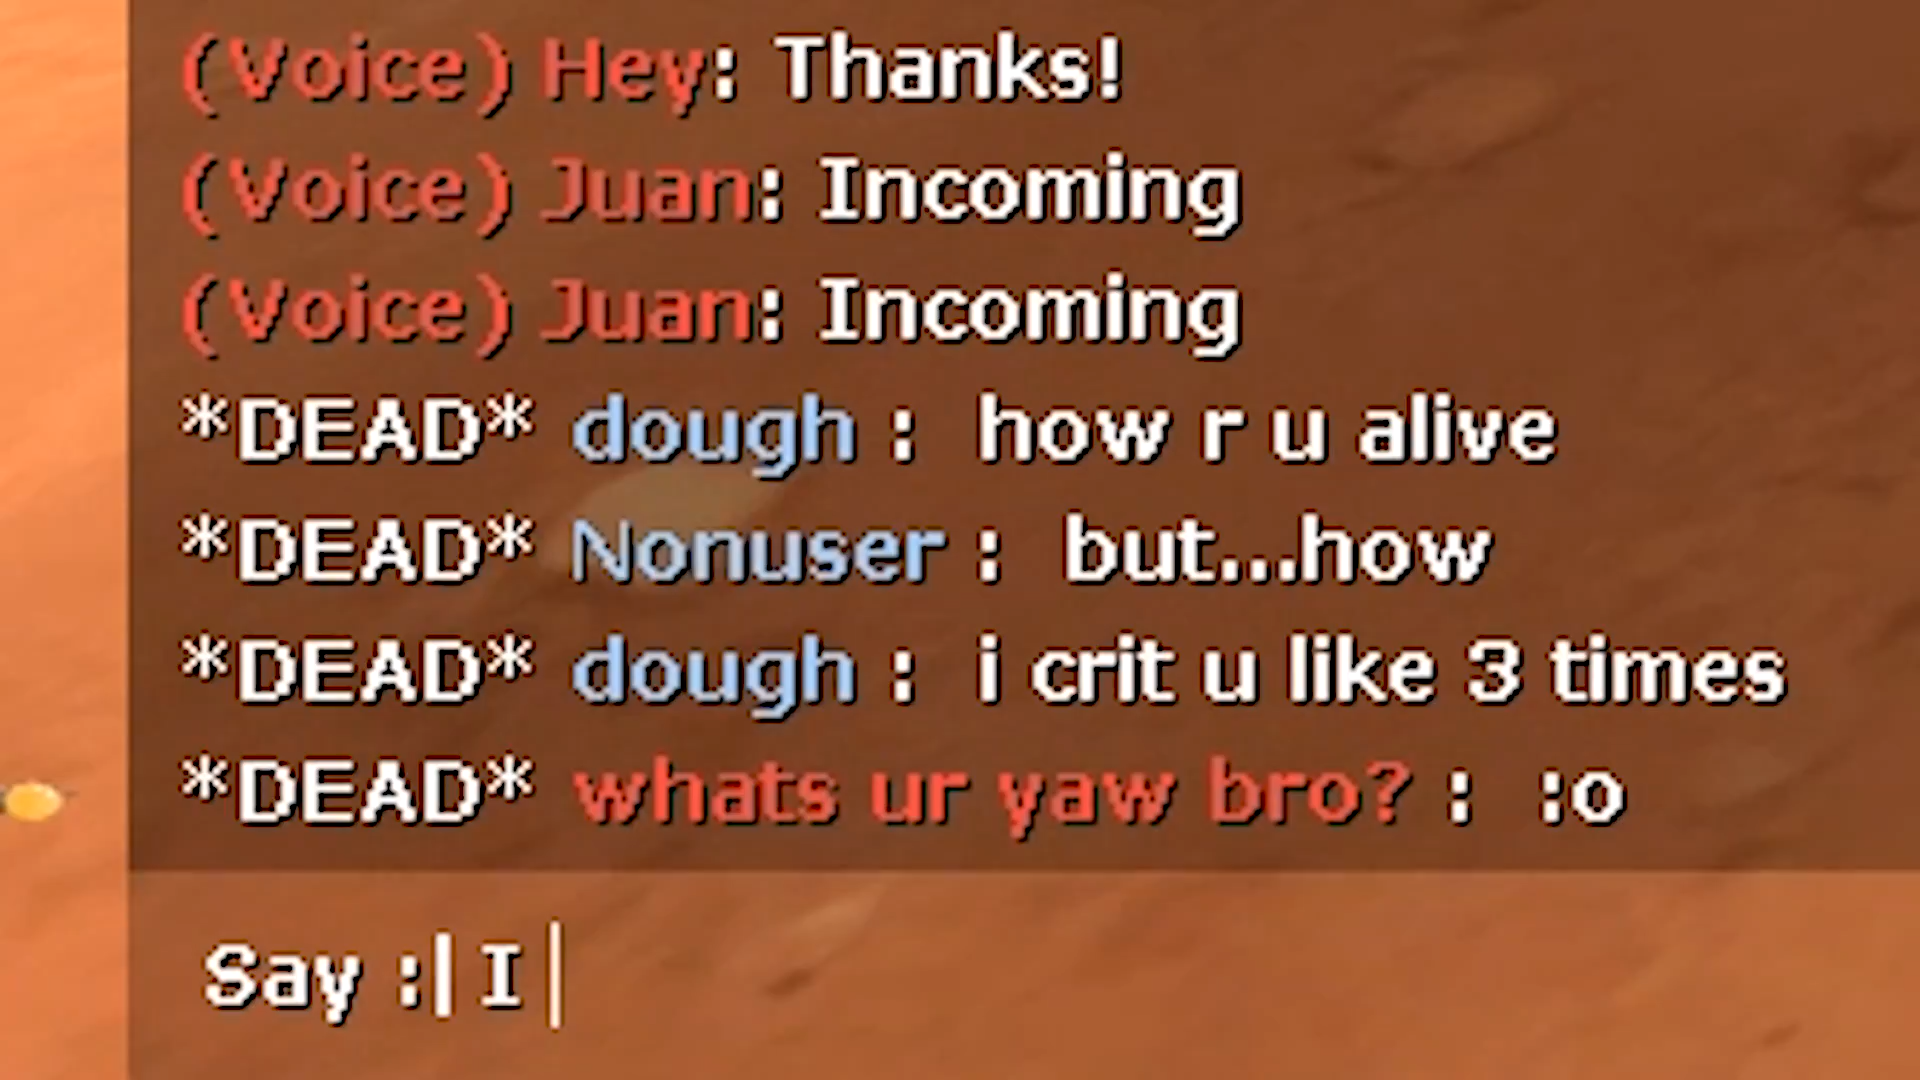 (Voice) Hey: Thanks!
(Voice) Juan: Incoming
(Voice) Juan: Incoming
*DEAD* dough :  how r u alive
*DEAD* Nonuser :  but...how
*DEAD* dough :  i crit u like 3 times
*DEAD* whats ur yaw bro? :  :o
Say :| I